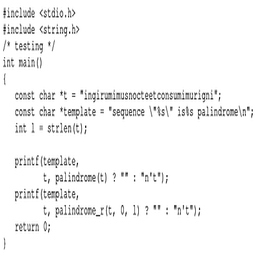 #include <stdio.h>
#include <string.h>
/* testing */
int main()
{
   const char *t = "ingirumimusnocteetconsumimurigni";
   const char *template = "sequence \"%s\" is%s palindrome\n";
   int l = strlen(t);

   printf(template,
          t, palindrome(t) ? "" : "n't");
   printf(template,
          t, palindrome_r(t, 0, l) ? "" : "n't");
   return 0;
}